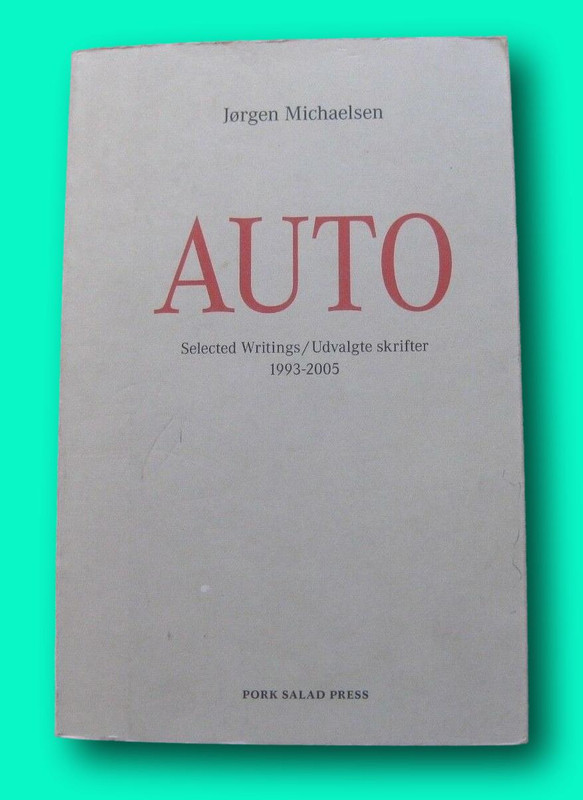 Jørgen Michaelsen
AUTO
Selected Writings/Udvalgte skrifter
1993-2005
PORK SALAD PRESS